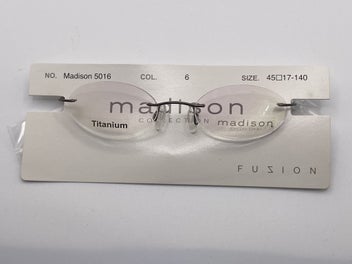 NO. Madison 5016 COL. 6 SIZE. 45□17-140
madison
COLLECTION
Titanium
madison
FUZION